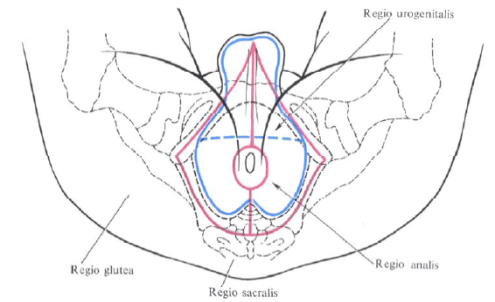 Regio urogenitalis
Regio glutea
Regio analis
Regio sacralis